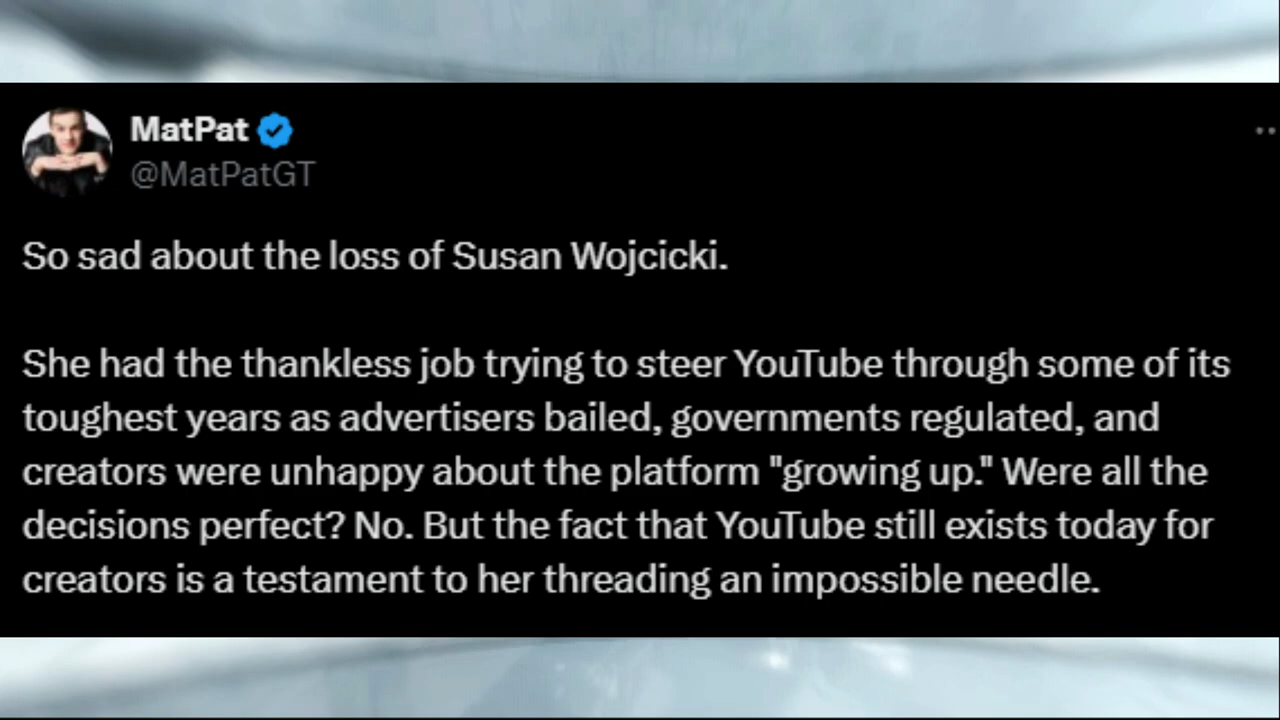 MatPat
@MatPatGT
So sad about the loss of Susan Wojcicki.
She had the thankless job trying to steer YouTube through some of its
toughest years as advertisers bailed, governments regulated, and
creators were unhappy about the platform "growing up." Were all the
decisions perfect? No. But the fact that YouTube still exists today for
creators is a testament to her threading an impossible needle.